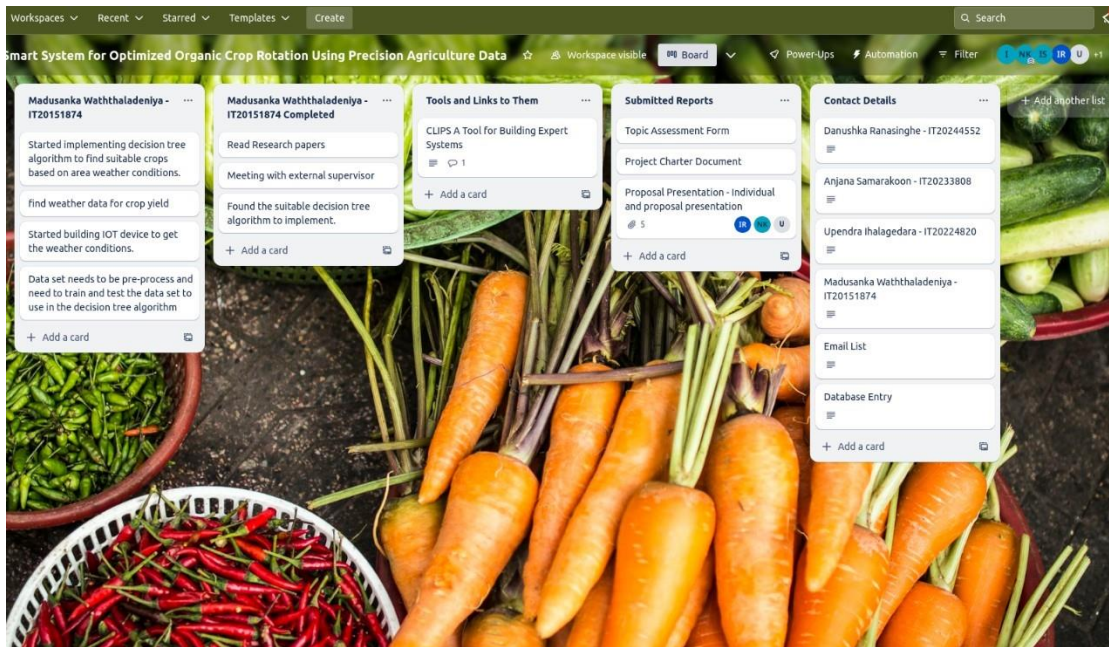 Workspaces Recent Starred Templates Create Search
Smart System for Optimized Organic Crop Rotation Using Precision Agriculture Data Workspace visible Board Power-Ups Automation Filter I NK IS IR U +1
Madusanka Waththaladeniya -
IT20151874
Started implementing decision tree
algorithm to find suitable crops
based on area weather conditions.
find weather data for crop yield
Started building IOT device to get
the weather conditions.
Data set needs to be pre-process and
need to train and test the data set to
use in the decision tree algorithm
+ Add a card
Madusanka Waththaladeniya -
IT20151874 Completed
Read Research papers
Meeting with external supervisor
Found the suitable decision tree
algorithm to implement.
+ Add a card
Tools and Links to Them
CLIPS A Tool for Building Expert
Systems
1
+ Add a card
Submitted Reports
Topic Assessment Form
Project Charter Document
Proposal Presentation - Individual
and proposal presentation
5 IR NK U
+ Add a card
Contact Details
Danushka Ranasinghe - IT20244552
Anjana Samarakoon - IT20233808
Upendra Ihalagedara - IT20224820
Madusanka Waththaladeniya -
IT20151874
Email List
Database Entry
+ Add a card
+ Add another list